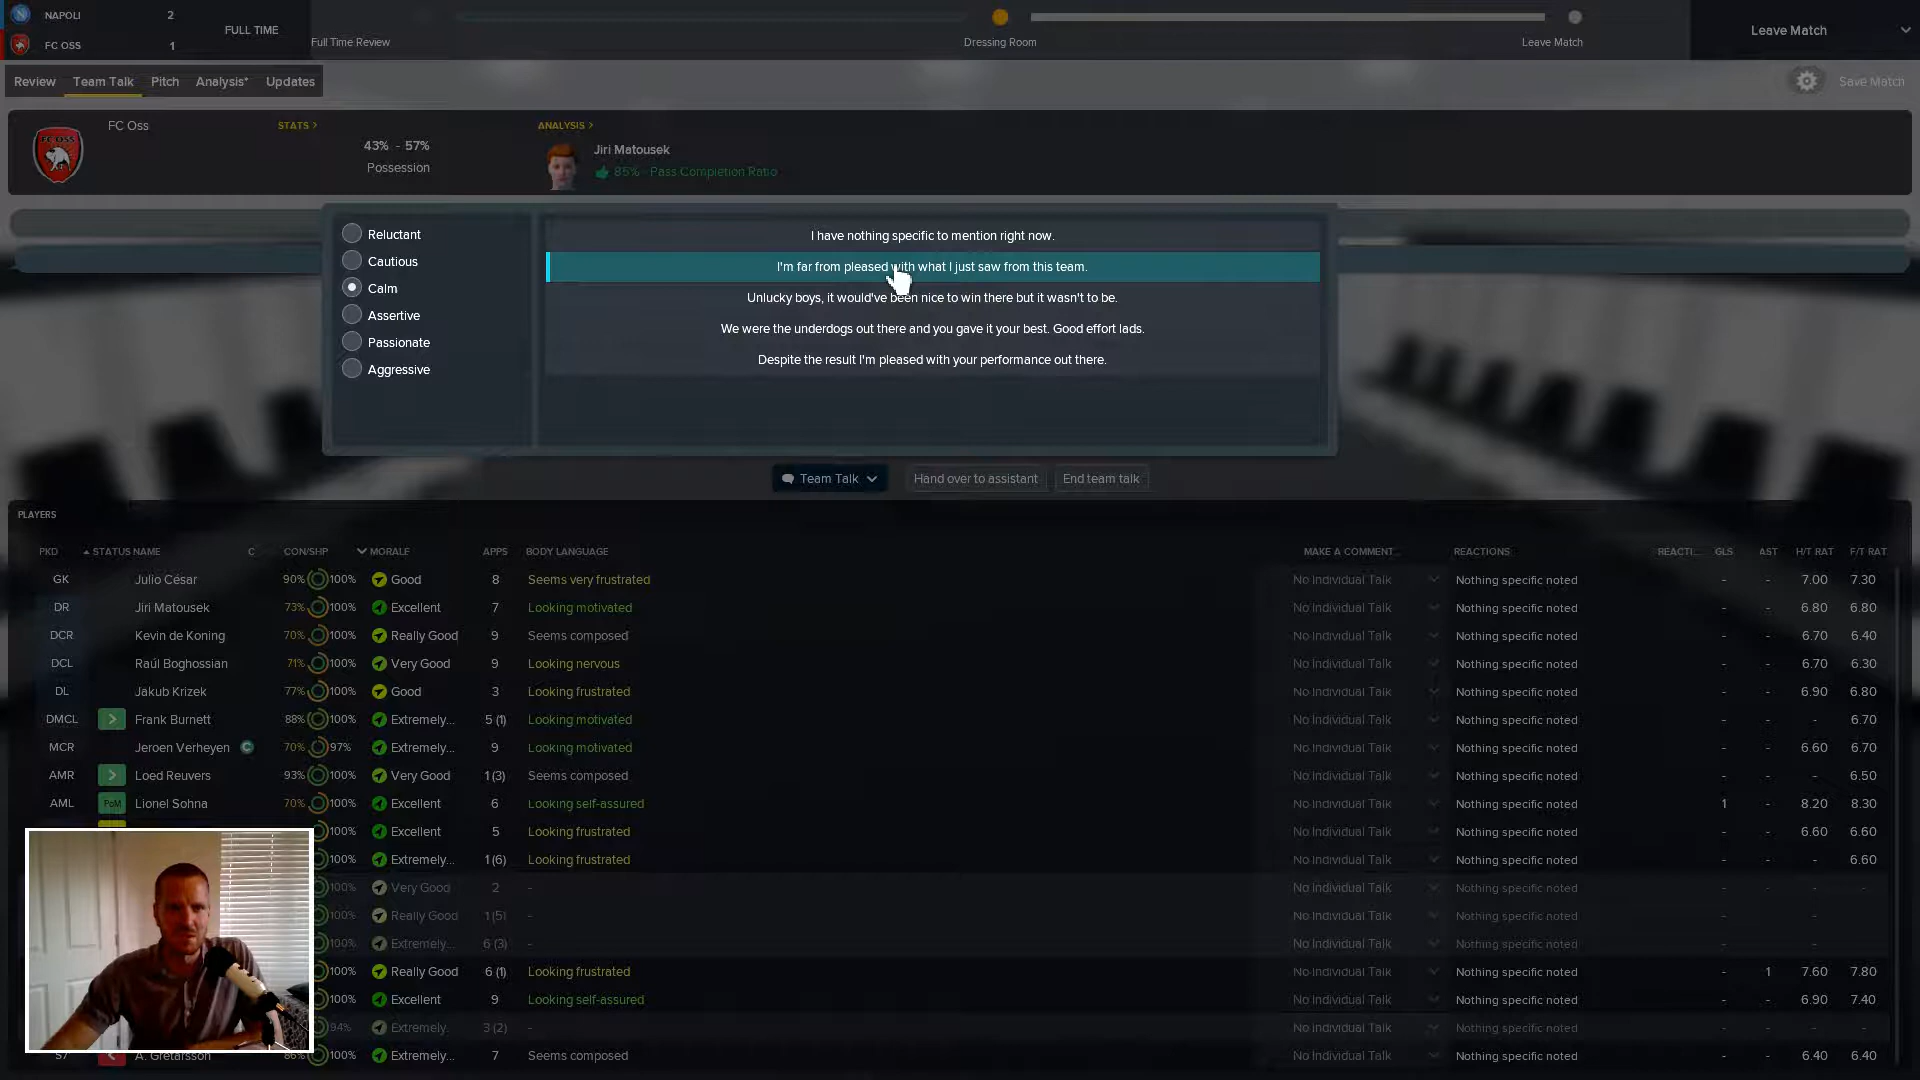 NAPOLI 2
FC OSS 1
FULL TIME
Full Time Review
Dressing Room
Leave Match
Leave Match
Review Team Talk Pitch Analysis* Updates
Save Match
FC Oss
STATS >
43% - 57%
Possession
ANALYSIS >
Jiri Matousek
85% - Pass Completion Ratio
Reluctant
Cautious
Calm
Assertive
Passionate
Aggressive
I have nothing specific to mention right now.
I'm far from pleased with what I just saw from this team.
Unlucky boys, it would've been nice to win there but it wasn't to be.
We were the underdogs out there and you gave it your best. Good effort lads.
Despite the result I'm pleased with your performance out there.
Team Talk Hand over to assistant End team talk
PLAYERS
PKD STATUS NAME C CON/SHP MORALE APPS BODY LANGUAGE MAKE A COMMENT... REACTIONS REACTI... GLS AST H/T RAT F/T RAT
GK Julio César 90% 100% Good 8 Seems very frustrated No Individual Talk Nothing specific noted - - 7.00 7.30
DR Jiri Matousek 73% 100% Excellent 7 Looking motivated No Individual Talk Nothing specific noted - - 6.80 6.80
DCR Kevin de Koning 70% 100% Really Good 9 Seems composed No Individual Talk Nothing specific noted - - 6.70 6.40
DCL Raúl Boghossian 71% 100% Very Good 9 Looking nervous No Individual Talk Nothing specific noted - - 6.70 6.30
DL Jakub Krizek 77% 100% Good 3 Looking frustrated No Individual Talk Nothing specific noted - - 6.90 6.80
DMCL Frank Burnett 88% 100% Extremely... 5 (1) Looking motivated No Individual Talk Nothing specific noted - - - 6.70
MCR Jeroen Verheyen C 70% 97% Extremely... 9 Looking motivated No Individual Talk Nothing specific noted - - 6.60 6.70
AMR Loed Reuvers 93% 100% Very Good 1 (3) Seems composed No Individual Talk Nothing specific noted - - - 6.50
AML PoM Lionel Sohna 70% 100% Excellent 6 Looking self-assured No Individual Talk Nothing specific noted 1 - 8.20 8.30
100% Excellent 5 Looking frustrated No Individual Talk Nothing specific noted - - 6.60 6.60
100% Extremely... 1 (6) Looking frustrated No Individual Talk Nothing specific noted - - - 6.60
100% Very Good 2 - No Individual Talk Nothing specific noted - - - -
100% Really Good 1 (5) - No Individual Talk Nothing specific noted - - -
100% Extremely... 6 (3) - No Individual Talk Nothing specific noted - - -
100% Really Good 6 (1) Looking frustrated No Individual Talk Nothing specific noted - 1 7.60 7.80
100% Excellent 9 Looking self-assured No Individual Talk Nothing specific noted - - 6.90 7.40
94% Extremely. 3 (2) - No Individual Talk Nothing specific noted - - - -
S7 A. Gretarsson 86% 100% Extremely... 7 Seems composed No Individual Talk Nothing specific noted - - 6.40 6.40